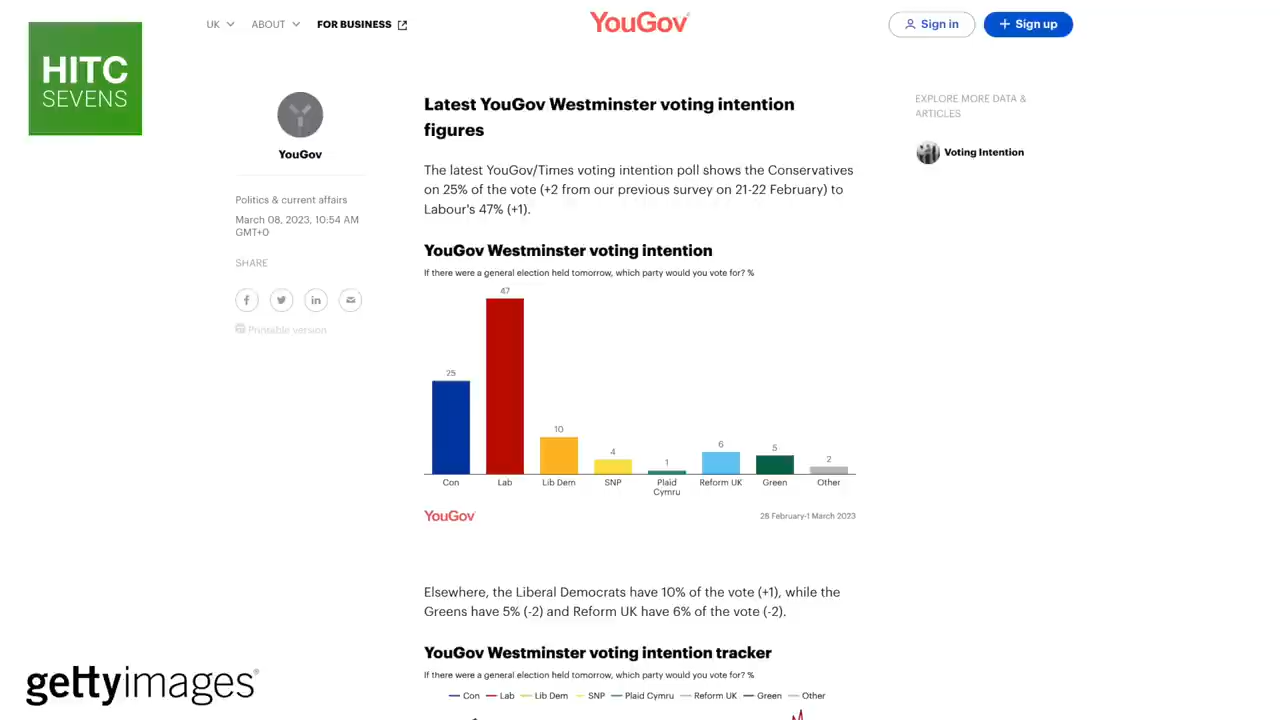 UK
ABOUT
FOR BUSINESS
YouGov®
Sign in
Sign up
HITC
SEVENS
YouGov
Politics & current affairs
March 08, 2023, 10:54 AM
GMT+0
SHARE
Printable version
Latest YouGov Westminster voting intention
figures
The latest YouGov/Times voting intention poll shows the Conservatives
on 25% of the vote (+2 from our previous survey on 21-22 February) to
Labour's 47% (+1).
YouGov Westminster voting intention
If there were a general election held tomorrow, which party would you vote for? %
47
25
10
4
1
6
5
2
Con
Lab
Lib Dem
SNP
Plaid
Cymru
Reform UK
Green
Other
YouGov
28 February-1 March 2023
Elsewhere, the Liberal Democrats have 10% of the vote (+1), while the
Greens have 5% (-2) and Reform UK have 6% of the vote (-2).
YouGov Westminster voting intention tracker
If there were a general election held tomorrow, which party would you vote for? %
Con Lab Lib Dem SNP Plaid Cymru Reform UK Green Other
EXPLORE MORE DATA &
ARTICLES
Voting Intention
gettyimages®